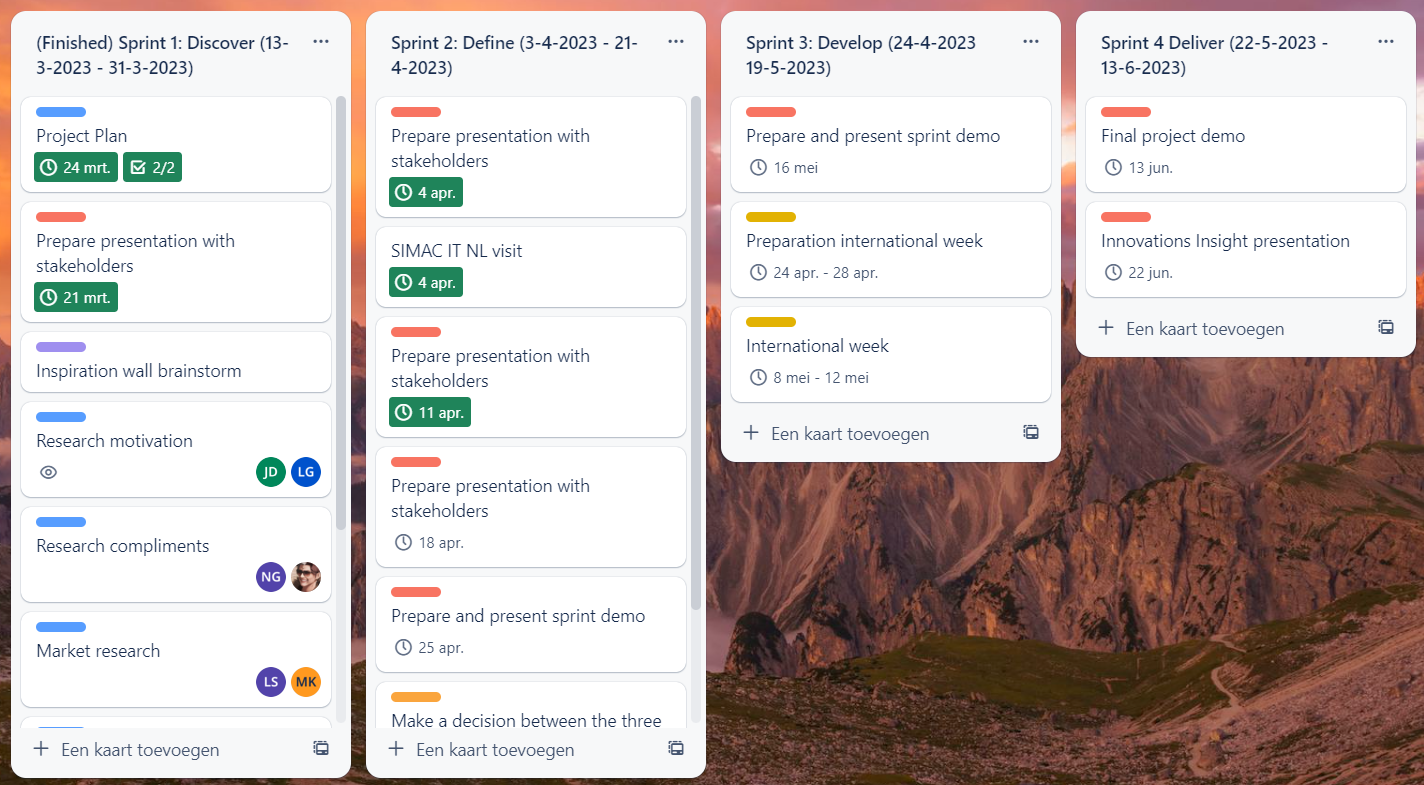 (Finished) Sprint 1: Discover (13-
3-2023 - 31-3-2023)
Project Plan
24 mrt.
2/2
Prepare presentation with
stakeholders
21 mrt.
Inspiration wall brainstorm
Research motivation
JD
LG
Research compliments
NG
Market research
LS
MK
Een kaart toevoegen
Sprint 2: Define (3-4-2023 - 21-
4-2023)
Prepare presentation with
stakeholders
4 apr.
SIMAC IT NL visit
4 apr.
Prepare presentation with
stakeholders
11 apr.
Prepare presentation with
stakeholders
18 apr.
Prepare and present sprint demo
25 apr.
Make a decision between the three
Een kaart toevoegen
Sprint 3: Develop (24-4-2023
19-5-2023)
Prepare and present sprint demo
16 mei
Preparation international week
24 apr. - 28 apr.
International week
8 mei - 12 mei
Een kaart toevoegen
Sprint 4 Deliver (22-5-2023 -
13-6-2023)
Final project demo
13 jun.
Innovations Insight presentation
22 jun.
Een kaart toevoegen